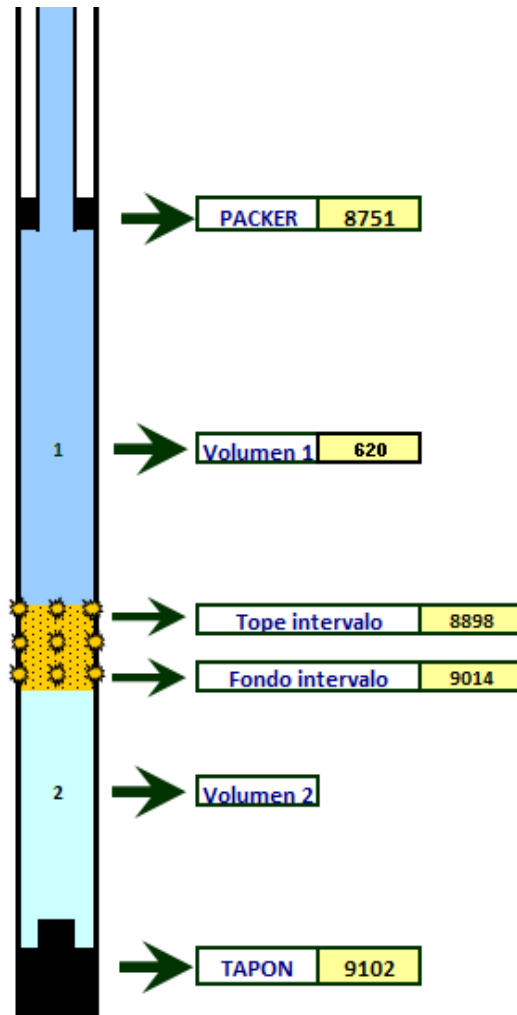 PACKER 8751
1 Volumen 1 620
Tope intervalo 8898
Fondo intervalo 9014
2 Volumen 2
TAPON 9102